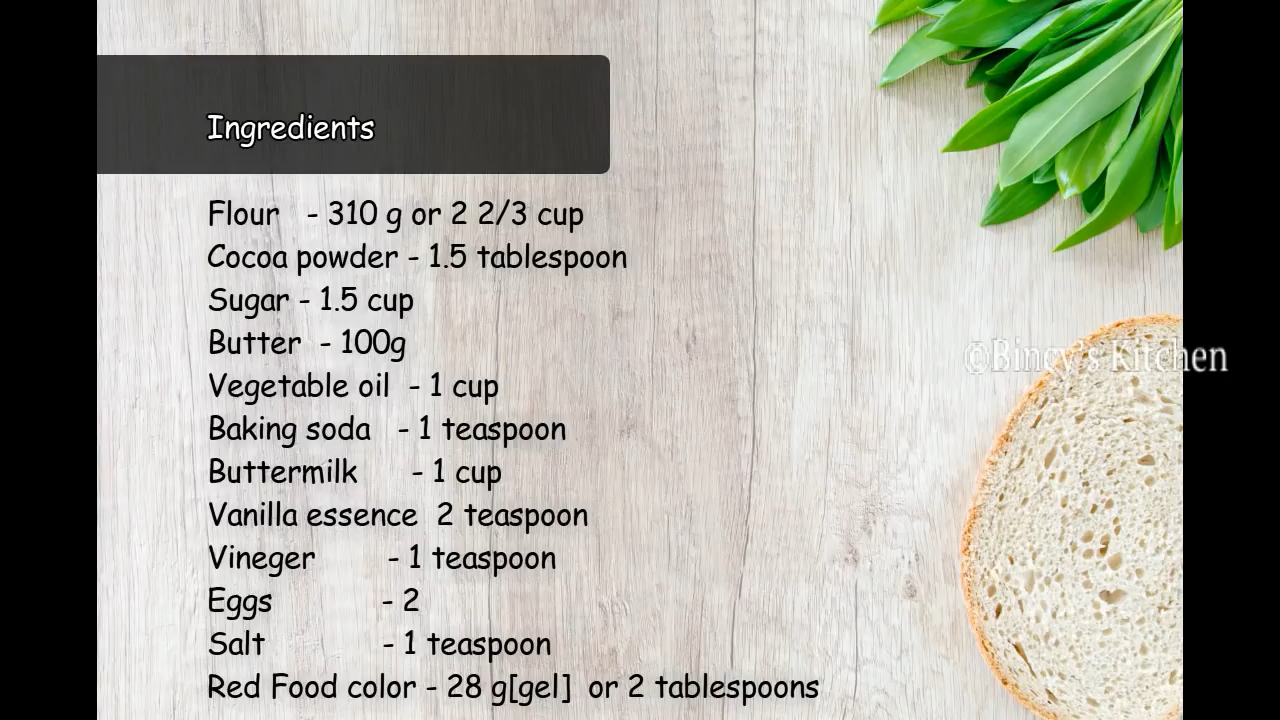 Ingredients
Flour - 310 g or 2 2/3 cup
Cocoa powder - 1.5 tablespoon
Sugar - 1.5 cup
Butter - 100g
©Bincy's Kitchen
Vegetable oil - 1 cup
Baking soda - 1 teaspoon
Buttermilk - 1 cup
Vanilla essence 2 teaspoon
Vineger - 1 teaspoon
Eggs - 2
Salt - 1 teaspoon
Red Food color - 28 g[gel] or 2 tablespoons